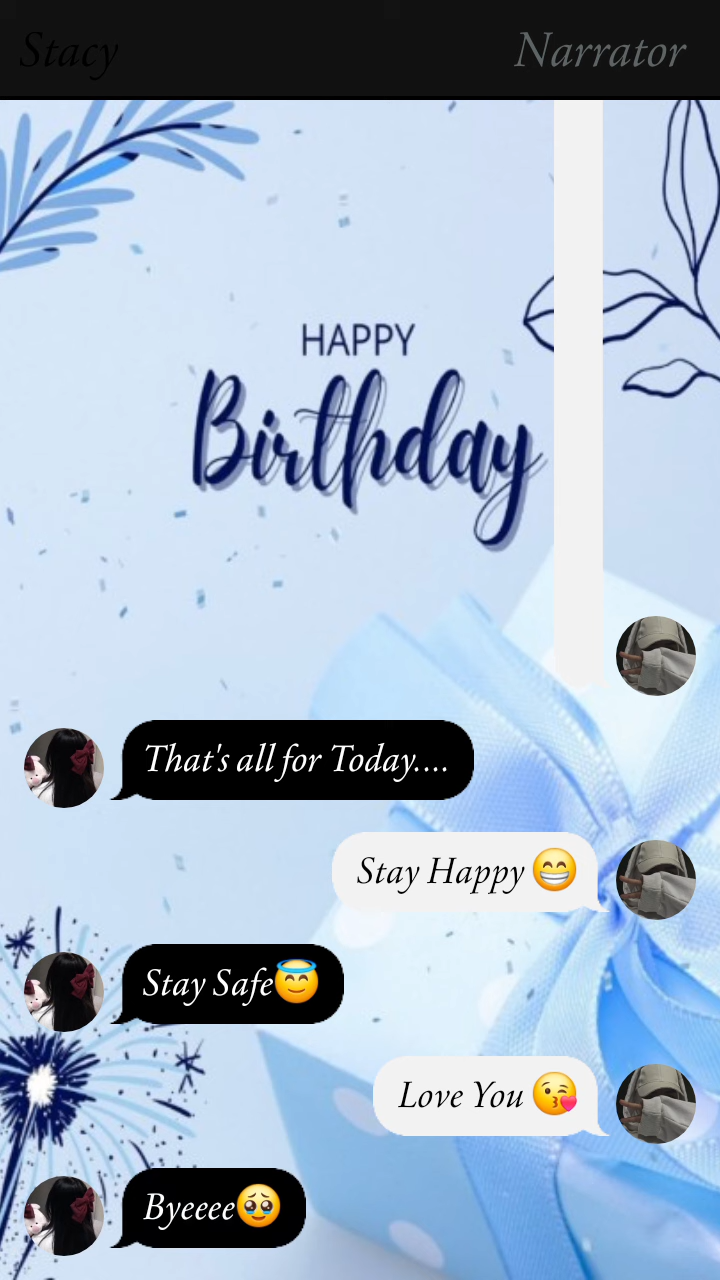 Stacy
Narrator
HAPPY
Birthday
That's all for Today....
Stay Happy 😁
Stay Safe😇
Love You 😘
Byeeee🥹